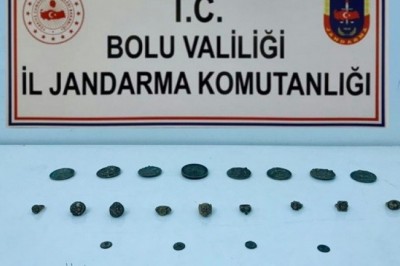 T.C.
BOLU VALİLİĞİ
İL JANDARMA KOMUTANLIĞI